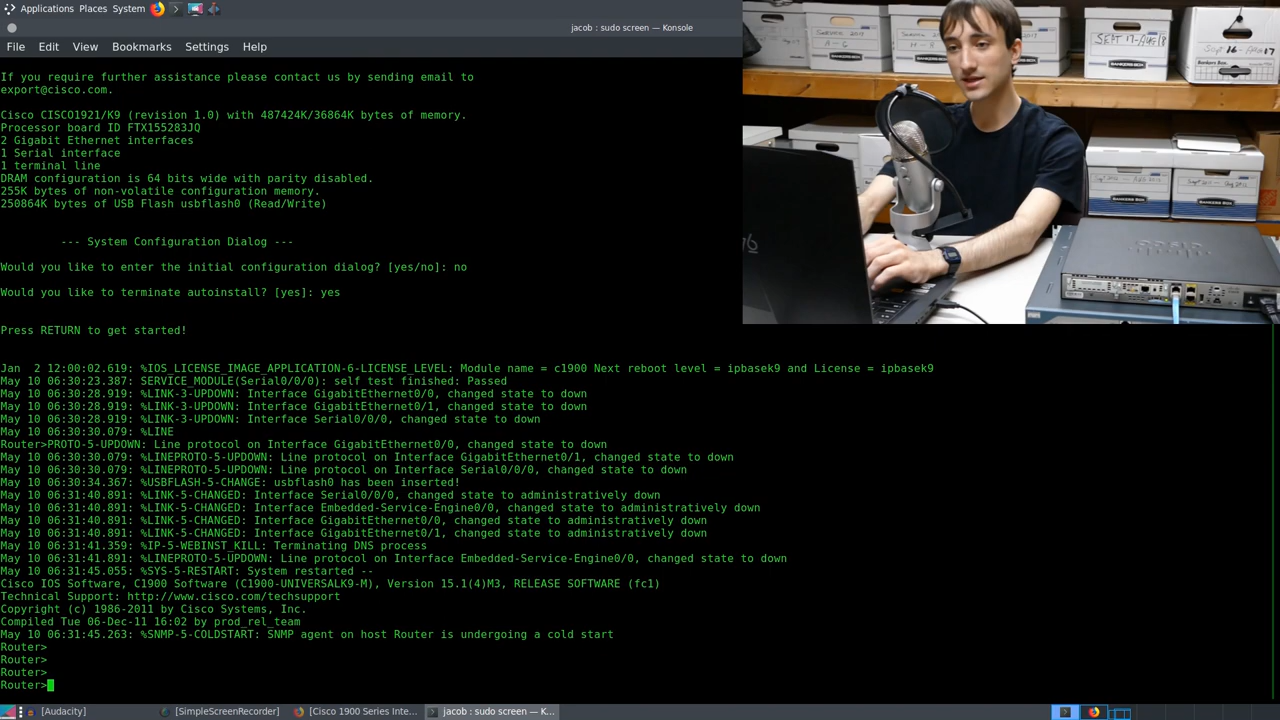 Applications Places System
jacob : sudo screen — Konsole
File Edit View Bookmarks Settings Help
If you require further assistance please contact us by sending email to
export@cisco.com.
Cisco CISCO1921/K9 (revision 1.0) with 487424K/36864K bytes of memory.
Processor board ID FTX155283JQ
2 Gigabit Ethernet interfaces
1 Serial interface
1 terminal line
DRAM configuration is 64 bits wide with parity disabled.
255K bytes of non-volatile configuration memory.
250864K bytes of USB Flash usbflash0 (Read/Write)
--- System Configuration Dialog ---
Would you like to enter the initial configuration dialog? [yes/no]: no
Would you like to terminate autoinstall? [yes]: yes
Press RETURN to get started!
Jan  2 12:00:02.619: %IOS_LICENSE_IMAGE_APPLICATION-6-LICENSE_LEVEL: Module name = c1900 Next reboot level = ipbasek9 and License = ipbasek9
May 10 06:30:23.387: SERVICE_MODULE(Serial0/0/0): self test finished: Passed
May 10 06:30:28.919: %LINK-3-UPDOWN: Interface GigabitEthernet0/0, changed state to down
May 10 06:30:28.919: %LINK-3-UPDOWN: Interface GigabitEthernet0/1, changed state to down
May 10 06:30:28.919: %LINK-3-UPDOWN: Interface Serial0/0/0, changed state to down
May 10 06:30:30.079: %LINE
Router>PROTO-5-UPDOWN: Line protocol on Interface GigabitEthernet0/0, changed state to down
May 10 06:30:30.079: %LINEPROTO-5-UPDOWN: Line protocol on Interface GigabitEthernet0/1, changed state to down
May 10 06:30:30.079: %LINEPROTO-5-UPDOWN: Line protocol on Interface Serial0/0/0, changed state to down
May 10 06:30:34.367: %USBFLASH-5-CHANGE: usbflash0 has been inserted!
May 10 06:31:40.891: %LINK-5-CHANGED: Interface Serial0/0/0, changed state to administratively down
May 10 06:31:40.891: %LINK-5-CHANGED: Interface Embedded-Service-Engine0/0, changed state to administratively down
May 10 06:31:40.891: %LINK-5-CHANGED: Interface GigabitEthernet0/0, changed state to administratively down
May 10 06:31:40.891: %LINK-5-CHANGED: Interface GigabitEthernet0/1, changed state to administratively down
May 10 06:31:41.359: %IP-5-WEBINST_KILL: Terminating DNS process
May 10 06:31:41.891: %LINEPROTO-5-UPDOWN: Line protocol on Interface Embedded-Service-Engine0/0, changed state to down
May 10 06:31:45.055: %SYS-5-RESTART: System restarted --
Cisco IOS Software, C1900 Software (C1900-UNIVERSALK9-M), Version 15.1(4)M3, RELEASE SOFTWARE (fc1)
Technical Support: http://www.cisco.com/techsupport
Copyright (c) 1986-2011 by Cisco Systems, Inc.
Compiled Tue 06-Dec-11 16:02 by prod_rel_team
May 10 06:31:45.263: %SNMP-5-COLDSTART: SNMP agent on host Router is undergoing a cold start
Router>
Router>
Router>
Router>
SEPT 17-AUG 18
Sept 16 - Aug 17
BANKERS BOX
Bankers Box
BANKERS BOX
BANKERS BOX
cisco
[Audacity]
[SimpleScreenRecorder]
[Cisco 1900 Series Inte...
jacob : sudo screen — K...